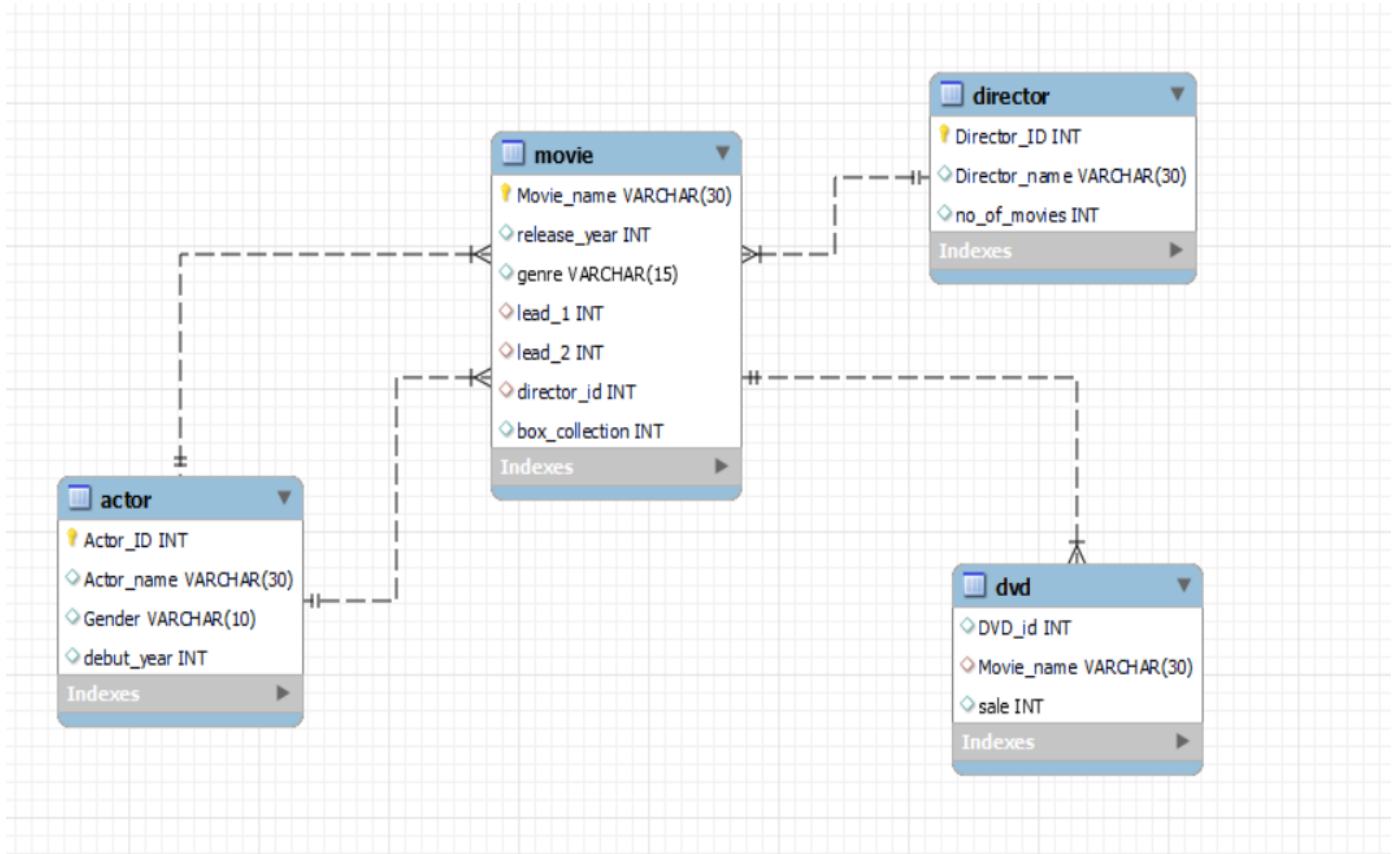 director
Director_ID INT
Director_name VARCHAR(30)
no_of_movies INT
Indexes
movie
Movie_name VARCHAR(30)
release_year INT
genre VARCHAR(15)
lead_1 INT
lead_2 INT
director_id INT
box_collection INT
Indexes
actor
Actor_ID INT
Actor_name VARCHAR(30)
Gender VARCHAR(10)
debut_year INT
Indexes
dvd
DVD_id INT
Movie_name VARCHAR(30)
sale INT
Indexes